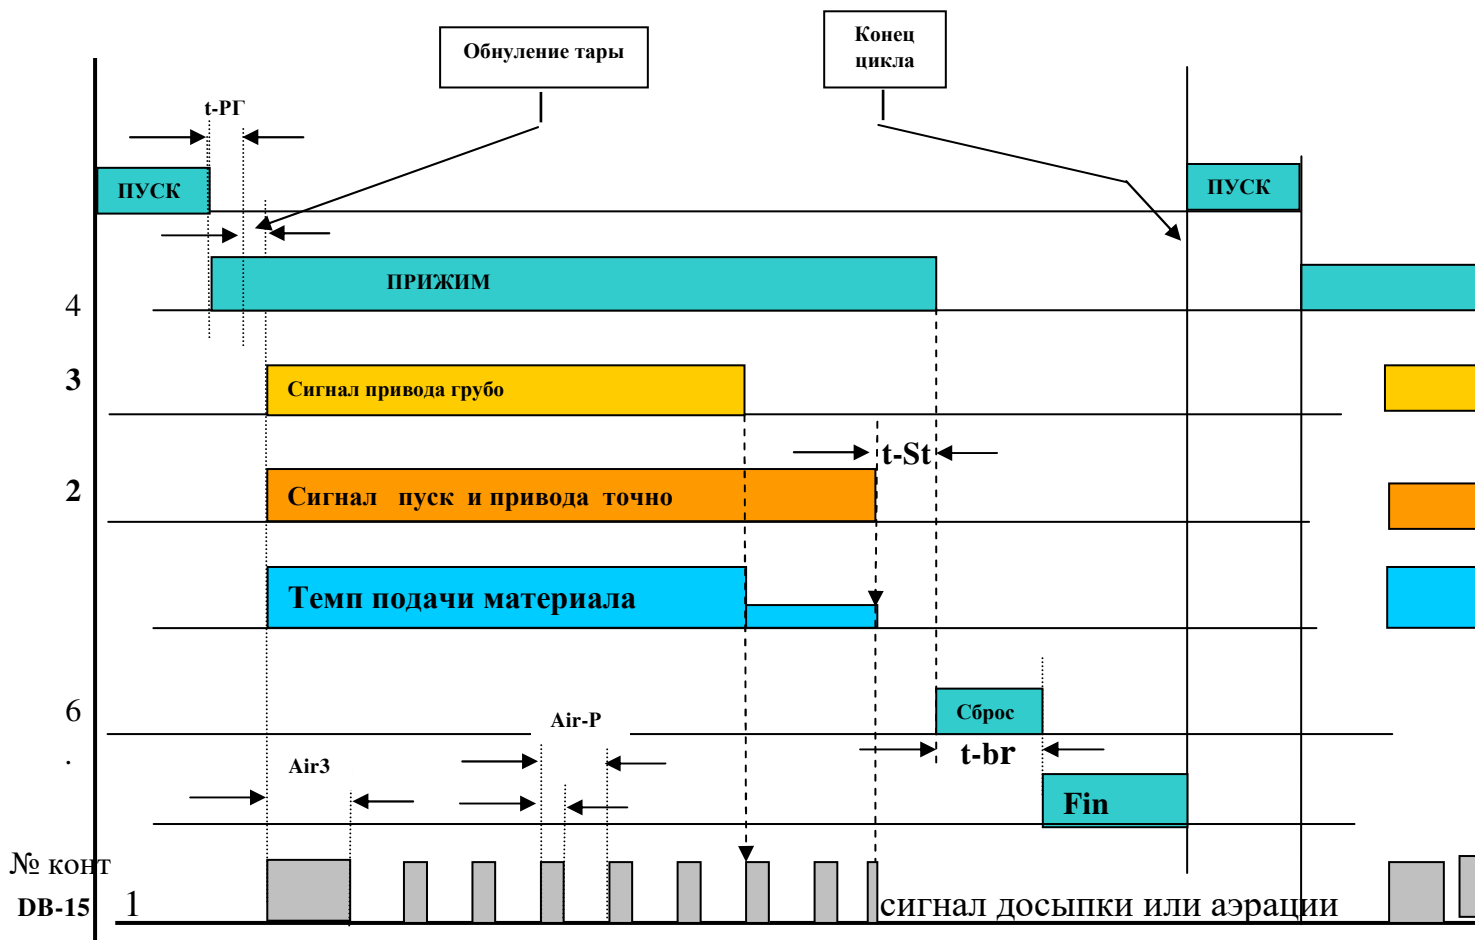 Обнуление тары
Конец
цикла
t-РГ
ПУСК
ПУСК
ПРИЖИМ
4
3
Сигнал привода грубо
t-St
2
Сигнал пуск и привода точно
Темп подачи материала
6
Сброс
Air-P
.
t-br
Air3
Fin
№ конт
DB-15
1
сигнал досыпки или аэрации